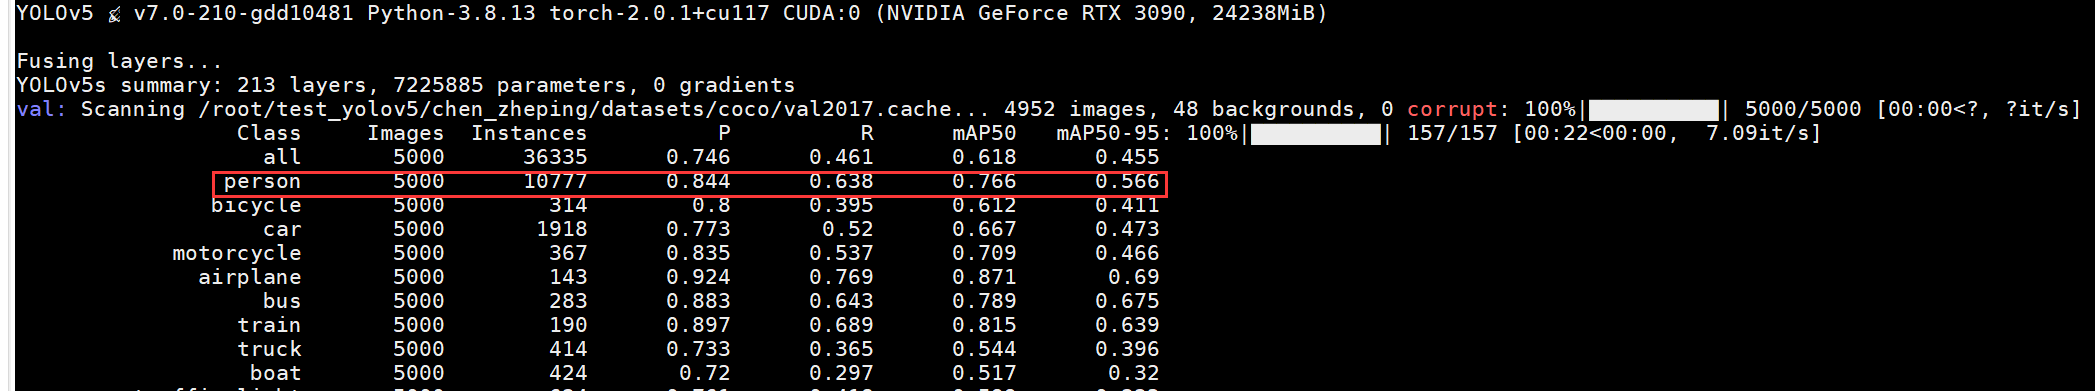 YOLOv5 🚀 v7.0-210-gdd10481 Python-3.8.13 torch-2.0.1+cu117 CUDA:0 (NVIDIA GeForce RTX 3090, 24238MiB)
Fusing layers...
YOLOv5s summary: 213 layers, 7225885 parameters, 0 gradients
val: Scanning /root/test_yolov5/chen_zheping/datasets/coco/val2017.cache... 4952 images, 48 backgrounds, 0 corrupt: 100%|██████████| 5000/5000 [00:00<?, ?it/s]
Class Images Instances P R mAP50 mAP50-95: 100%|██████████| 157/157 [00:22<00:00, 7.09it/s]
all 5000 36335 0.746 0.461 0.618 0.455
person 5000 10777 0.844 0.638 0.766 0.566
bicycle 5000 314 0.8 0.395 0.612 0.411
car 5000 1918 0.773 0.52 0.667 0.473
motorcycle 5000 367 0.835 0.537 0.709 0.466
airplane 5000 143 0.924 0.769 0.871 0.69
bus 5000 283 0.883 0.643 0.789 0.675
train 5000 190 0.897 0.689 0.815 0.639
truck 5000 414 0.733 0.365 0.544 0.396
boat 5000 424 0.72 0.297 0.517 0.32